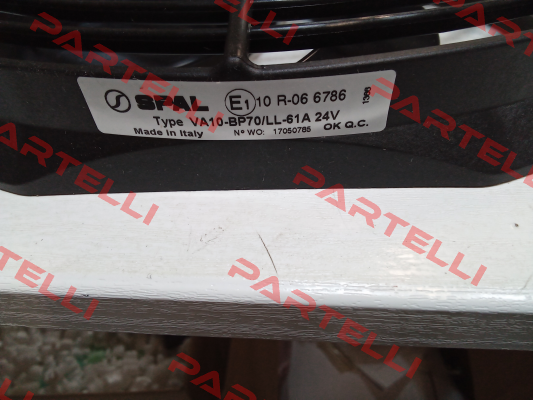 SPAL E1 10 R-06 6786
1366
Type VA10-BP70/LL-61A 24V
Made in Italy Nº WO: 17050785 OK Q.C.
PARTELLI
PARTELLI
PARTELLI
PARTELLI
PARTELLI
PARTELLI